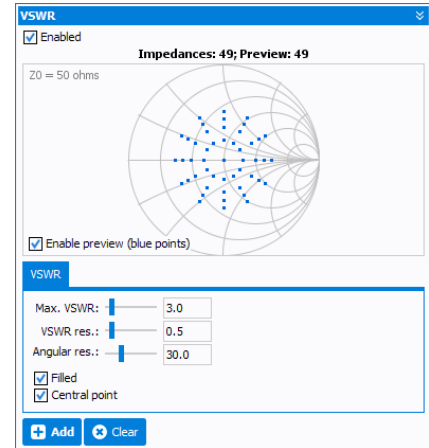 VSWR
Enabled
Impedances: 49; Preview: 49
Z0 = 50 ohms
Enable preview (blue points)
VSWR
Max. VSWR: 3.0
VSWR res.: 0.5
Angular res.: 30.0
Filled
Central point
Add Clear